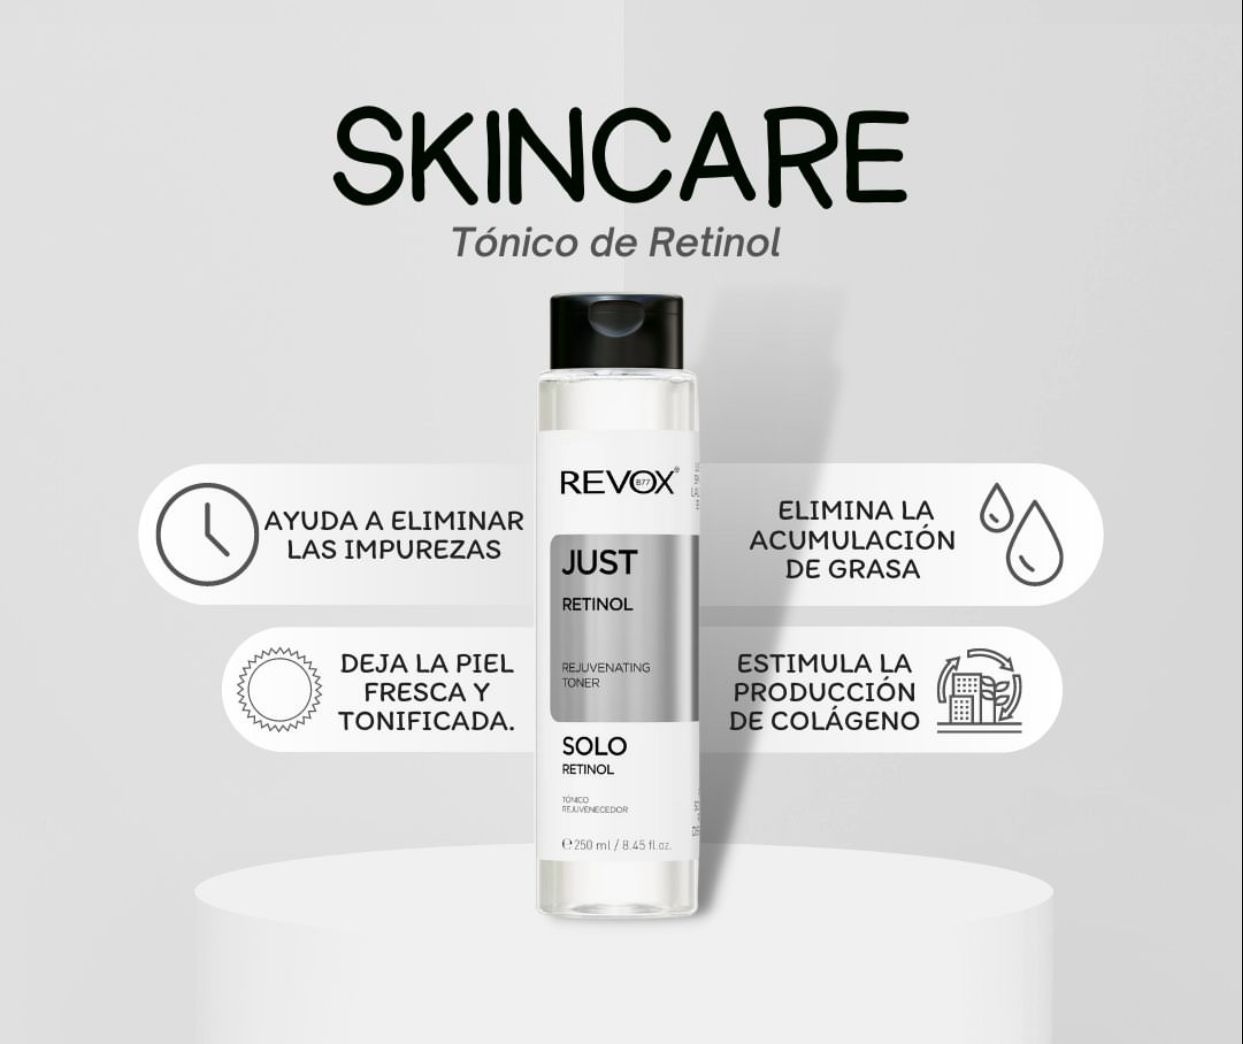 SKINCARE
Tónico de Retinol
AYUDA A ELIMINAR
LAS IMPUREZAS
ELIMINA LA
ACUMULACIÓN
DE GRASA
DEJA LA PIEL
FRESCA Y
TONIFICADA.
ESTIMULA LA
PRODUCCIÓN
DE COLÁGENO
REVOX®
B77
JUST
RETINOL
REJUVENATING
TONER
SOLO
RETINOL
TÓNICO
REJUVENECEDOR
℮ 250 ml / 8.45 fl.oz.